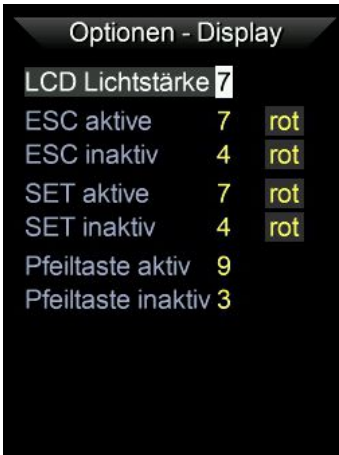 Optionen - Display
LCD Lichtstärke 7
ESC aktive 7 rot
ESC inaktiv 4 rot
SET aktive 7 rot
SET inaktiv 4 rot
Pfeiltaste aktiv 9
Pfeiltaste inaktiv 3